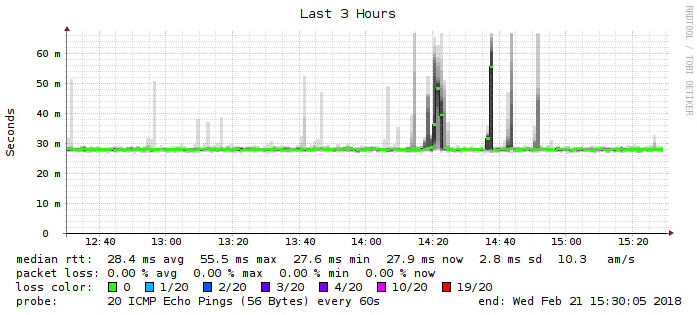 Last 3 Hours
RRDTOOL / TOBI OETIKER
Seconds
60 m
50 m
40 m
30 m
20 m
10 m
0
12:40 13:00 13:20 13:40 14:00 14:20 14:40 15:00 15:20
median rtt: 28.4 ms avg 55.5 ms max 27.6 ms min 27.9 ms now 2.8 ms sd 10.3 am/s
packet loss: 0.00 % avg 0.00 % max 0.00 % min 0.00 % now
loss color: 0 1/20 2/20 3/20 4/20 10/20 19/20
probe: 20 ICMP Echo Pings (56 Bytes) every 60s end: Wed Feb 21 15:30:05 2018